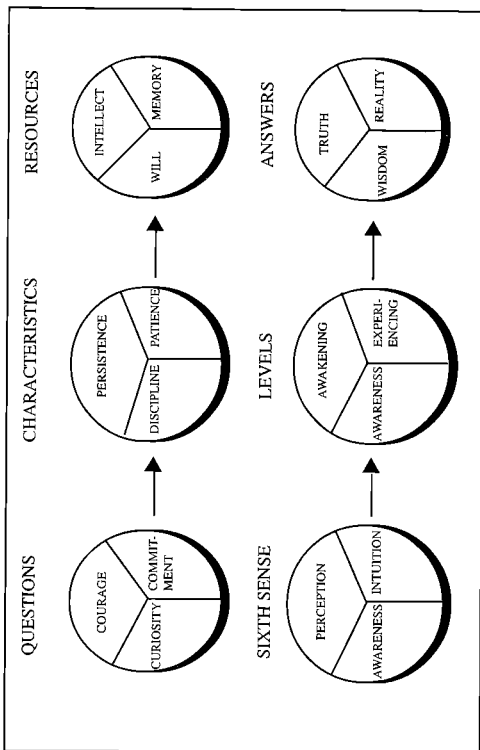 QUESTIONS
CHARACTERISTICS
RESOURCES
COURAGE
CURIOSITY
COMMIT-
MENT
PERSISTENCE
DISCIPLINE
PATIENCE
INTELLECT
WILL
MEMORY
SIXTH SENSE
LEVELS
ANSWERS
PERCEPTION
AWARENESS
INTUITION
AWAKENING
AWARENESS
EXPERI-
ENCING
TRUTH
WISDOM
REALITY